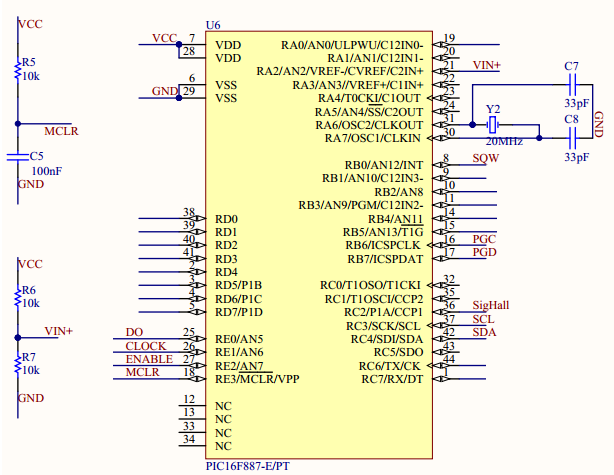 VCC
R5
10k
MCLR
C5
100nF
GND
VCC
R6
10k
VIN+
R7
10k
GND
U6
VCC 7 VDD
28 VDD
6 VSS
GND 29 VSS
38 RD0
39 RD1
40 RD2
41 RD3
2 RD4
3 RD5/P1B
4 RD6/P1C
5 RD7/P1D
DO 25 RE0/AN5
CLOCK 26 RE1/AN6
ENABLE 27 RE2/AN7
MCLR 18 RE3/MCLR/VPP
12 NC
13 NC
33 NC
34 NC
RA0/AN0/ULPWU/C12IN0- 19
RA1/AN1/C12IN1- 20
RA2/AN2/VREF-/CVREF/C2IN+ 21 VIN+
RA3/AN3//VREF+/C1IN+ 22
RA4/T0CKI/C1OUT 23
RA5/AN4/SS/C2OUT 24
RA6/OSC2/CLKOUT 31
RA7/OSC1/CLKIN 30
RB0/AN12/INT 8 SQW
RB1/AN10/C12IN3- 9
RB2/AN8 10
RB3/AN9/PGM/C12IN2- 11
RB4/AN11 14
RB5/AN13/T1G 15
RB6/ICSPCLK 16 PGC
RB7/ICSPDAT 17 PGD
RC0/T1OSO/T1CKI 32
RC1/T1OSCI/CCP2 35
RC2/P1A/CCP1 36 SigHall
RC3/SCK/SCL 37 SCL
RC4/SDI/SDA 42 SDA
RC5/SDO 43
RC6/TX/CK 44
RC7/RX/DT 1
PIC16F887-E/PT
Y2
20MHz
C7
33pF
C8
33pF
GND